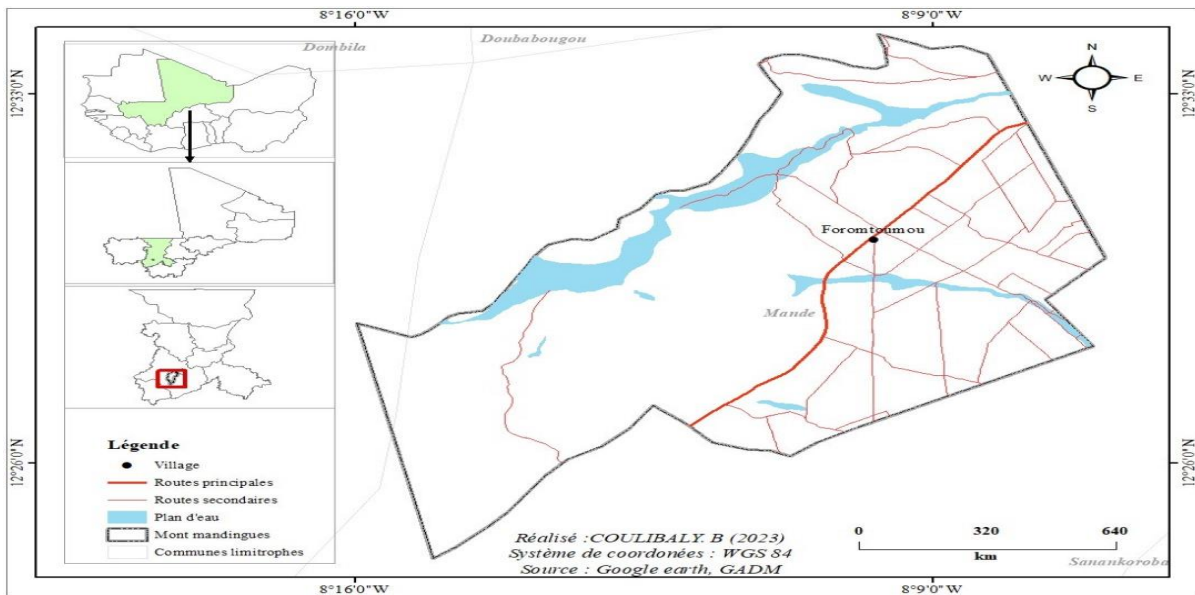 8°16'0"W
8°9'0"W
Dombila
Doubabougou
N
W
E
S
12°33'0"N
12°33'0"N
Foromtoumou
Mande
Légende
Village
Routes principales
Routes secondaires
Plan d'eau
Mont mandingues
Communes limitrophes
12°26'0"N
12°26'0"N
Réalisé :COULIBALY. B (2023)
Système de coordonées : WGS 84
Source : Google earth, GADM
0 320 640
km
Sanankoroba
8°16'0"W
8°9'0"W